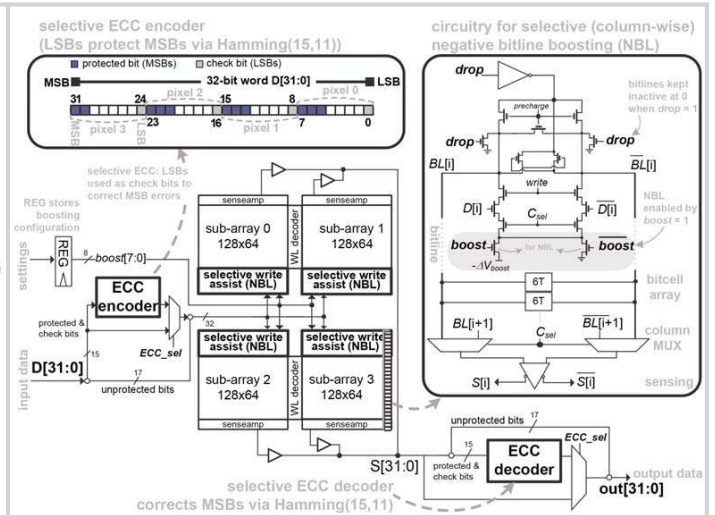 selective ECC encoder
(LSBs protect MSBs via Hamming(15,11))
protected bit (MSBs)
check bit (LSBs)
MSB
32-bit word D[31:0]
LSB
31
24
pixel 2
15
8
pixel 0
pixel 3
23
16
pixel 1
7
0
MSB
LSB
selective ECC: LSBs
used as check bits to
correct MSB errors
REG stores
boosting
configuration
settings
REG
8
boost[7:0]
ECC
encoder
protected
& check
bits
15
ECC_sel
32
input data
D[31:0]
17
unprotected bits
senseamp
senseamp
sub-array 0
128x64
WL decoder
sub-array 1
128x64
selective write
assist (NBL)
selective write
assist (NBL)
selective write
assist (NBL)
selective write
assist (NBL)
sub-array 2
128x64
WL decoder
sub-array 3
128x64
senseamp
senseamp
S[31:0]
unprotected bits
17
15
protected &
check bits
ECC
decoder
ECC_sel
output data
out[31:0]
selective ECC decoder
corrects MSBs via Hamming(15,11)
circuitry for selective (column-wise)
negative bitline boosting (NBL)
drop
precharge
bitlines kept
inactive at 0
when drop = 1
drop
drop
BL[i]
BL[i]
write
D[i]
Csel
D[i]
NBL
enabled by
boost = 1
boost
for NBL
boost
-ΔVboost
bitline
6T
6T
bitcell
array
BL[i+1]
BL[i+1]
Csel
column
MUX
S[i]
S[i]
sensing